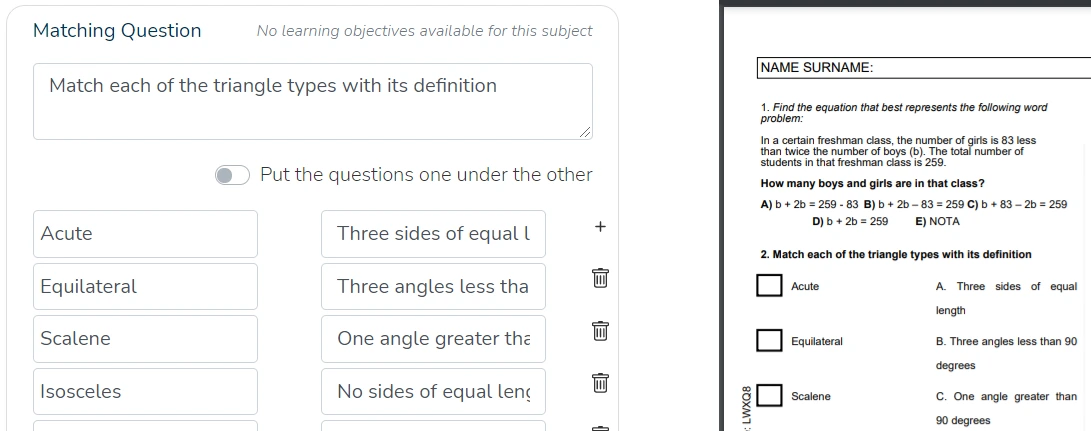 Matching Question
No learning objectives available for this subject
Match each of the triangle types with its definition
Put the questions one under the other
Acute
Three sides of equal l
+
Equilateral
Three angles less tha
Scalene
One angle greater tha
Isosceles
No sides of equal leng
NAME SURNAME:
1. Find the equation that best represents the following word
problem:
In a certain freshman class, the number of girls is 83 less
than twice the number of boys (b). The total number of
students in that freshman class is 259.
How many boys and girls are in that class?
A) b + 2b = 259 - 83 B) b + 2b – 83 = 259 C) b + 83 – 2b = 259
D) b + 2b = 259 E) NOTA
2. Match each of the triangle types with its definition
Acute
A. Three sides of equal
length
Equilateral
B. Three angles less than 90
degrees
Scalene
C. One angle greater than
90 degrees
: LWXQ8